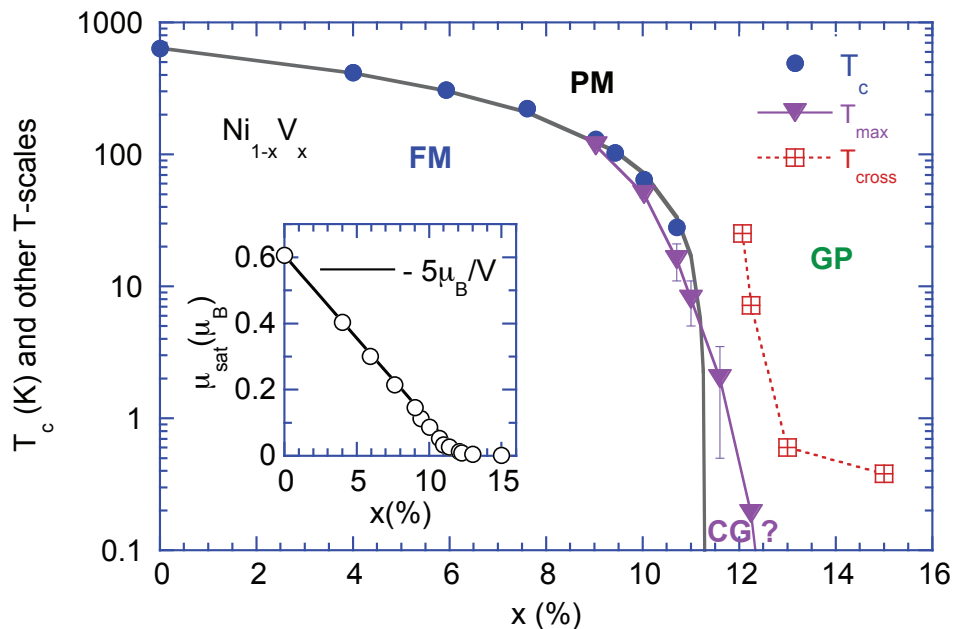 1000
100
10
1
0.1
T_c (K) and other T-scales
PM
T_c
T_max
T_cross
Ni_{1-x}V_x
FM
GP
CG ?
0.6
0.4
0.2
0
μ_sat(μ_B)
- 5μ_B/V
0 5 10 15
x(%)
0 2 4 6 8 10 12 14 16
x (%)